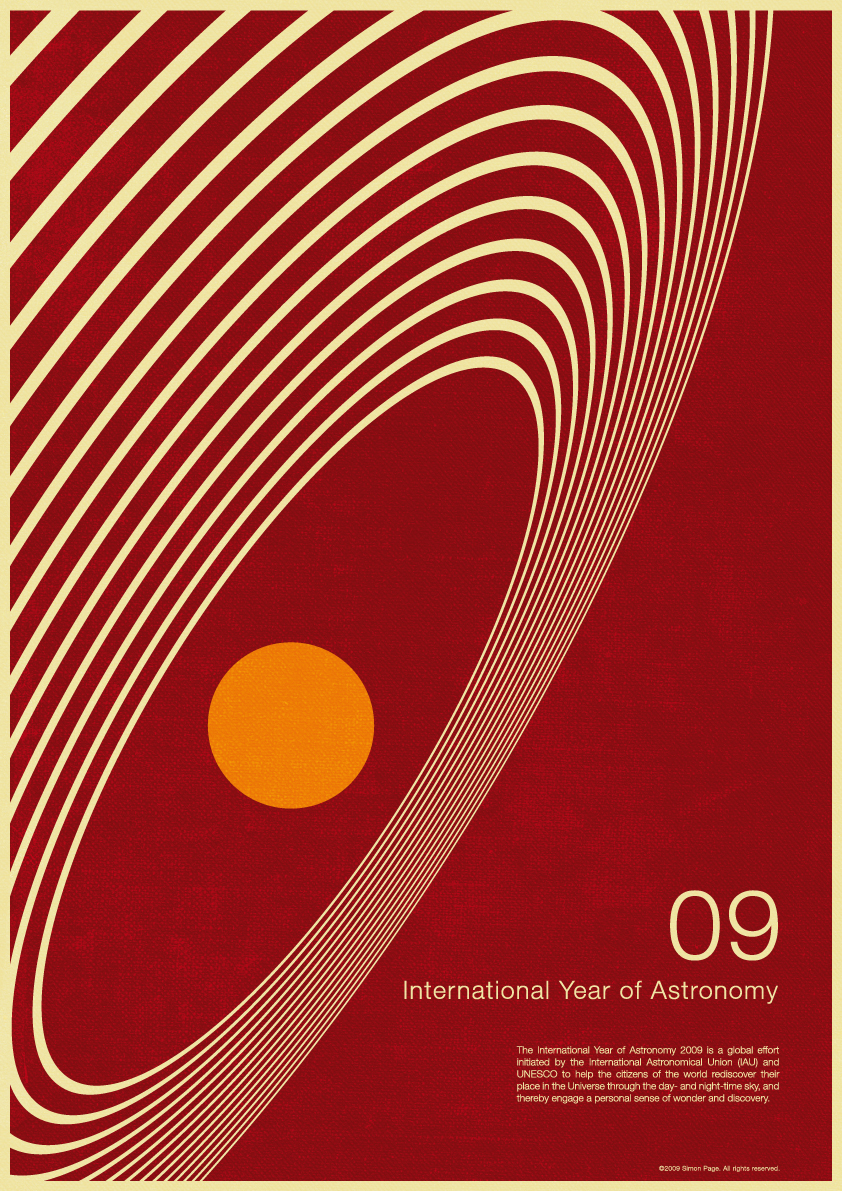 09
International Year of Astronomy
The International Year of Astronomy 2009 is a global effort
initiated by the International Astronomical Union (IAU) and
UNESCO to help the citizens of the world rediscover their
place in the Universe through the day- and night-time sky, and
thereby engage a personal sense of wonder and discovery.
©2009 Simon Page. All rights reserved.